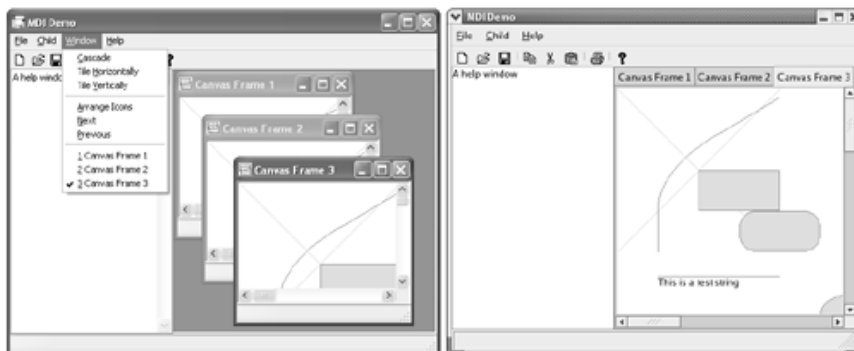 MDI Demo
File Child Window Help
Cascade
Tile Horizontally
Tile Vertically
Arrange Icons
Next
Previous
1 Canvas Frame 1
2 Canvas Frame 2
3 Canvas Frame 3
A help window
Canvas Frame 1
Canvas Frame 2
Canvas Frame 3
MDI Demo
File Child Help
A help window
Canvas Frame 1 Canvas Frame 2 Canvas Frame 3
This is a test string